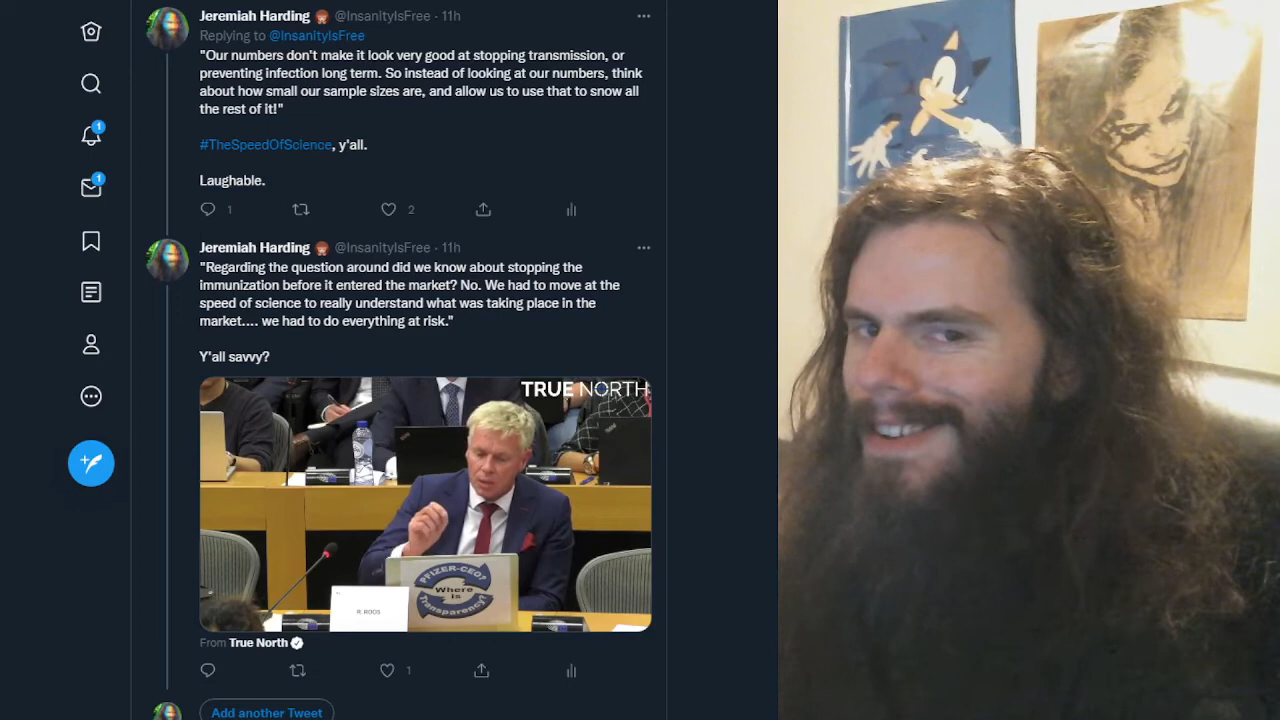 Jeremiah Harding @InsanityIsFree · 11h
Replying to @InsanityIsFree
"Our numbers don't make it look very good at stopping transmission, or
preventing infection long term. So instead of looking at our numbers, think
about how small our sample sizes are, and allow us to use that to snow all
the rest of it!"
#TheSpeedOfScience, y'all.
Laughable.
1
2
1
1
Jeremiah Harding @InsanityIsFree · 11h
"Regarding the question around did we know about stopping the
immunization before it entered the market? No. We had to move at the
speed of science to really understand what was taking place in the
market.... we had to do everything at risk."
Y'all savvy?
TRUE NORTH
PFIZER-CEO?
Where
is
Transparency?
R. ROOS
From True North
1
Add another Tweet